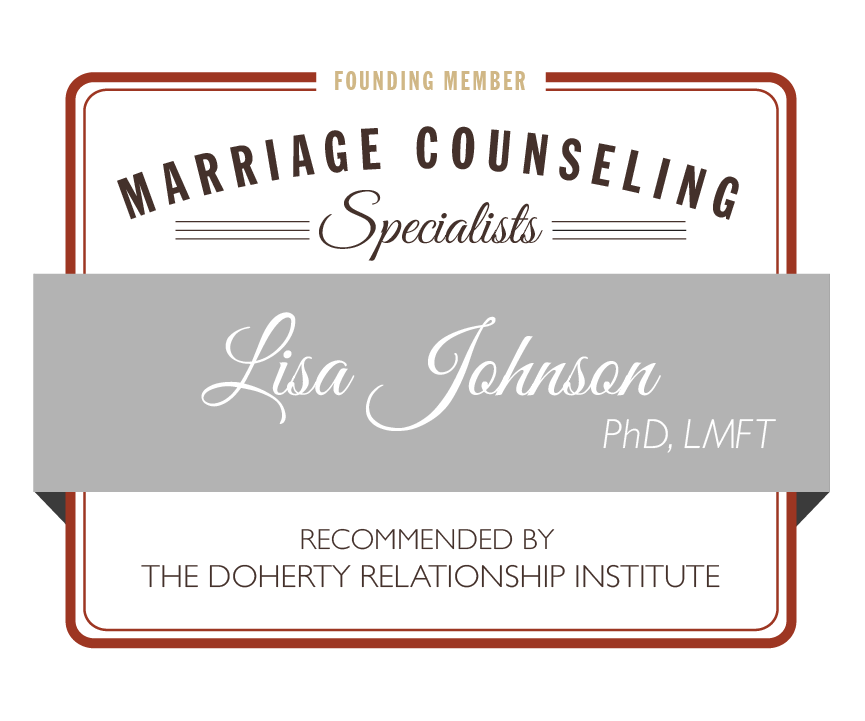 FOUNDING MEMBER
MARRIAGE COUNSELING
Specialists
Lisa Johnson
PhD, LMFT
RECOMMENDED BY
THE DOHERTY RELATIONSHIP INSTITUTE